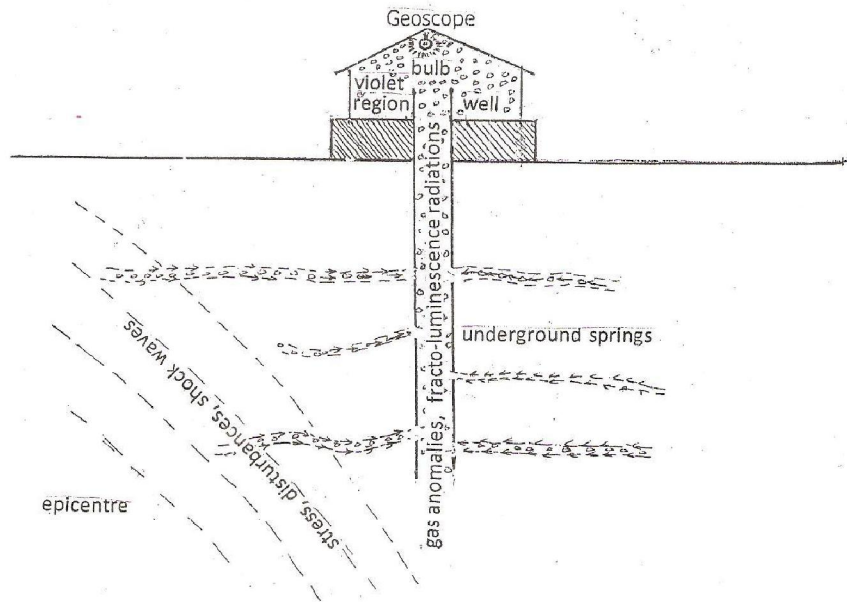 Geoscope
bulb
violet
region
well
gas anomalies, fracto-luminescence radiations
underground springs
stress, disturbances, shock waves
epicentre